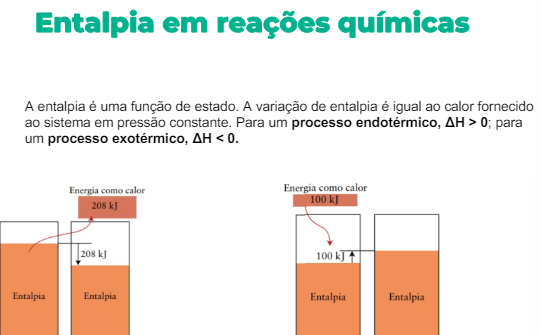 Entalpia em reações químicas
A entalpia é uma função de estado. A variação de entalpia é igual ao calor fornecido
ao sistema em pressão constante. Para um processo endotérmico, ΔH > 0; para
um processo exotérmico, ΔH < 0.
Energia como calor
208 kJ
208 kJ
Entalpia
Entalpia
Energia como calor
100 kJ
100 kJ
Entalpia
Entalpia